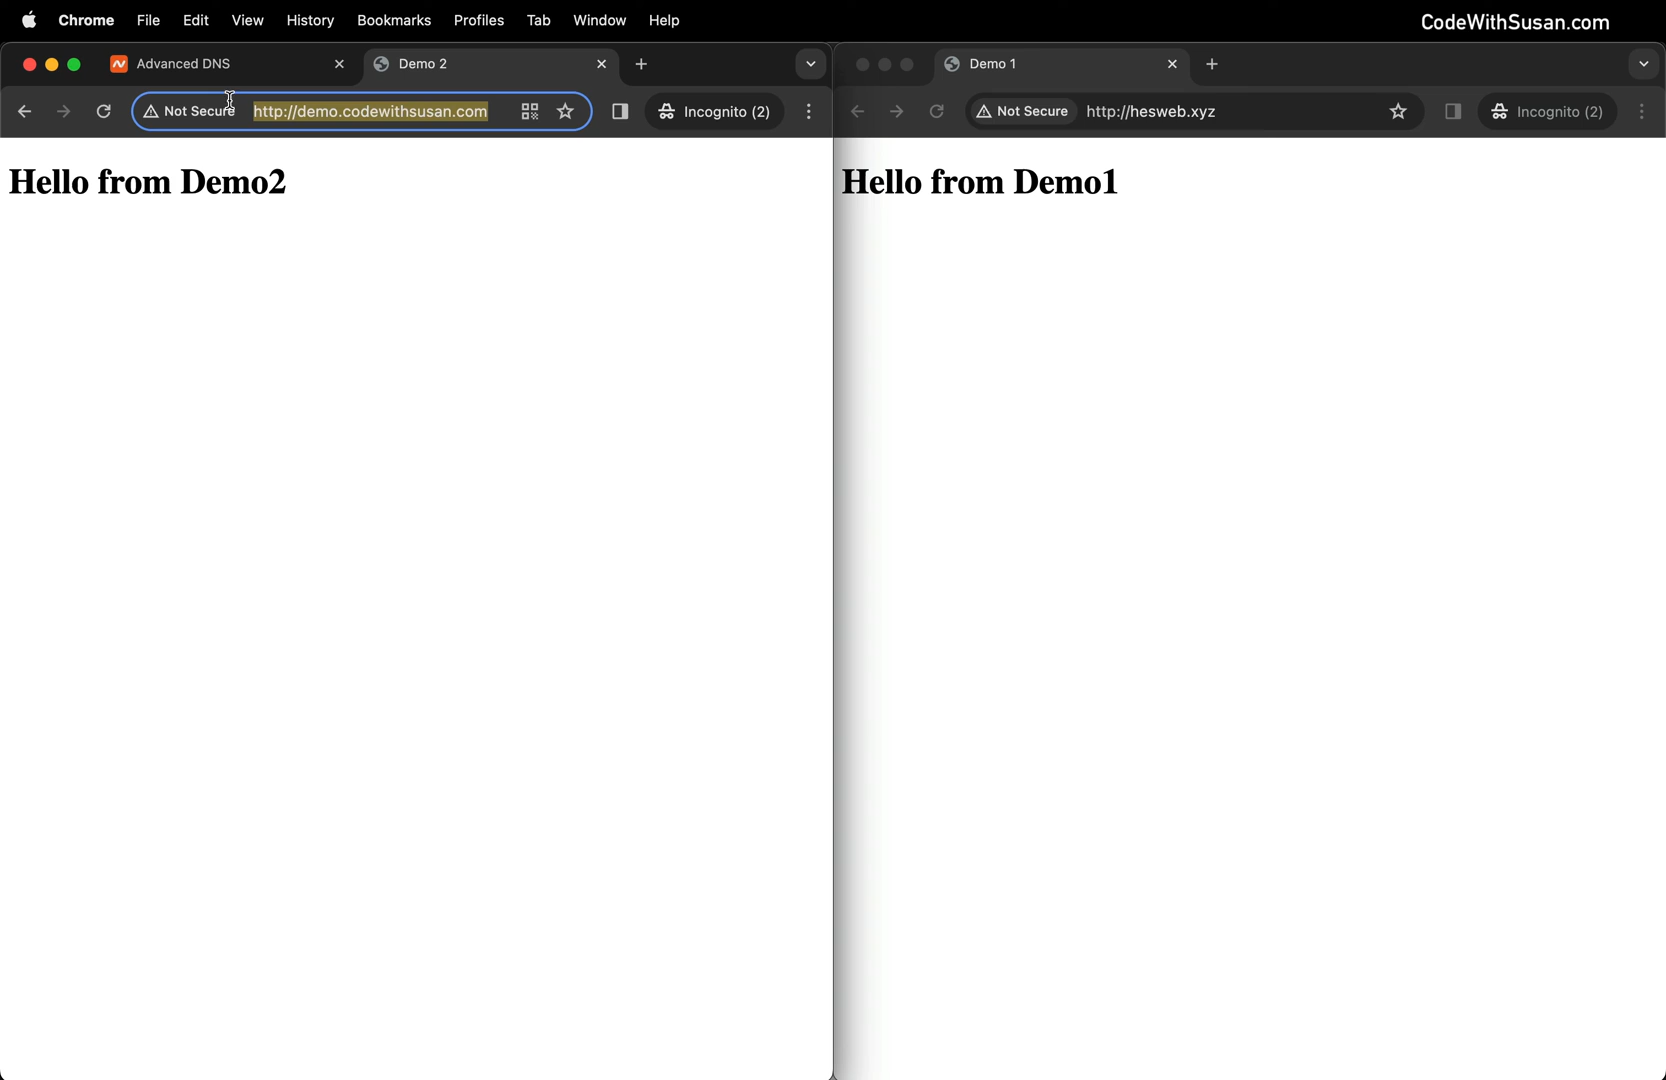 Chrome File Edit View History Bookmarks Profiles Tab Window Help CodeWithSusan.com
Advanced DNS Demo 2
Not Secure http://demo.codewithsusan.com Incognito (2)
Hello from Demo2
Demo 1
Not Secure http://hesweb.xyz Incognito (2)
Hello from Demo1